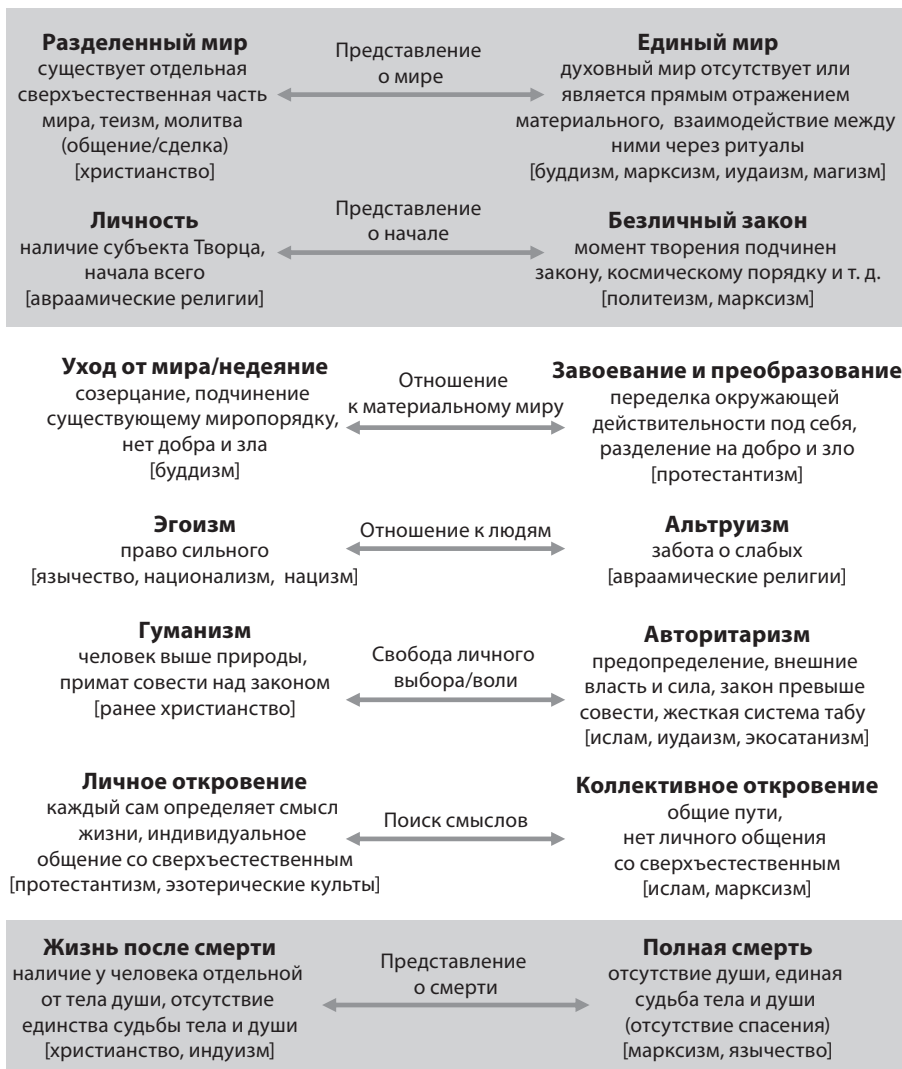 Разделенный мир
существует отдельная
сверхъестественная часть
мира, теизм, молитва
(общение/сделка)
[христианство]
Представление
о мире
Единый мир
духовный мир отсутствует или
является прямым отражением
материального, взаимодействие между
ними через ритуалы
[буддизм, марксизм, иудаизм, магизм]
Личность
наличие субъекта Творца,
начала всего
[авраамические религии]
Представление
о начале
Безличный закон
момент творения подчинен
закону, космическому порядку и т. д.
[политеизм, марксизм]
Уход от мира/недеяние
созерцание, подчинение
существующему миропорядку,
нет добра и зла
[буддизм]
Отношение
к материальному миру
Завоевание и преобразование
переделка окружающей
действительности под себя,
разделение на добро и зло
[протестантизм]
Эгоизм
право сильного
[язычество, национализм, нацизм]
Отношение к людям
Альтруизм
забота о слабых
[авраамические религии]
Гуманизм
человек выше природы,
примат совести над законом
[ранее христианство]
Свобода личного
выбора/воли
Авторитаризм
предопределение, внешние
власть и сила, закон превыше
совести, жесткая система табу
[ислам, иудаизм, экосатанизм]
Личное откровение
каждый сам определяет смысл
жизни, индивидуальное
общение со сверхъестественным
[протестантизм, эзотерические культы]
Поиск смыслов
Коллективное откровение
общие пути,
нет личного общения
со сверхъестественным
[ислам, марксизм]
Жизнь после смерти
наличие у человека отдельной
от тела души, отсутствие
единства судьбы тела и души
[христианство, индуизм]
Представление
о смерти
Полная смерть
отсутствие души, единая
судьба тела и души
(отсутствие спасения)
[марксизм, язычество]